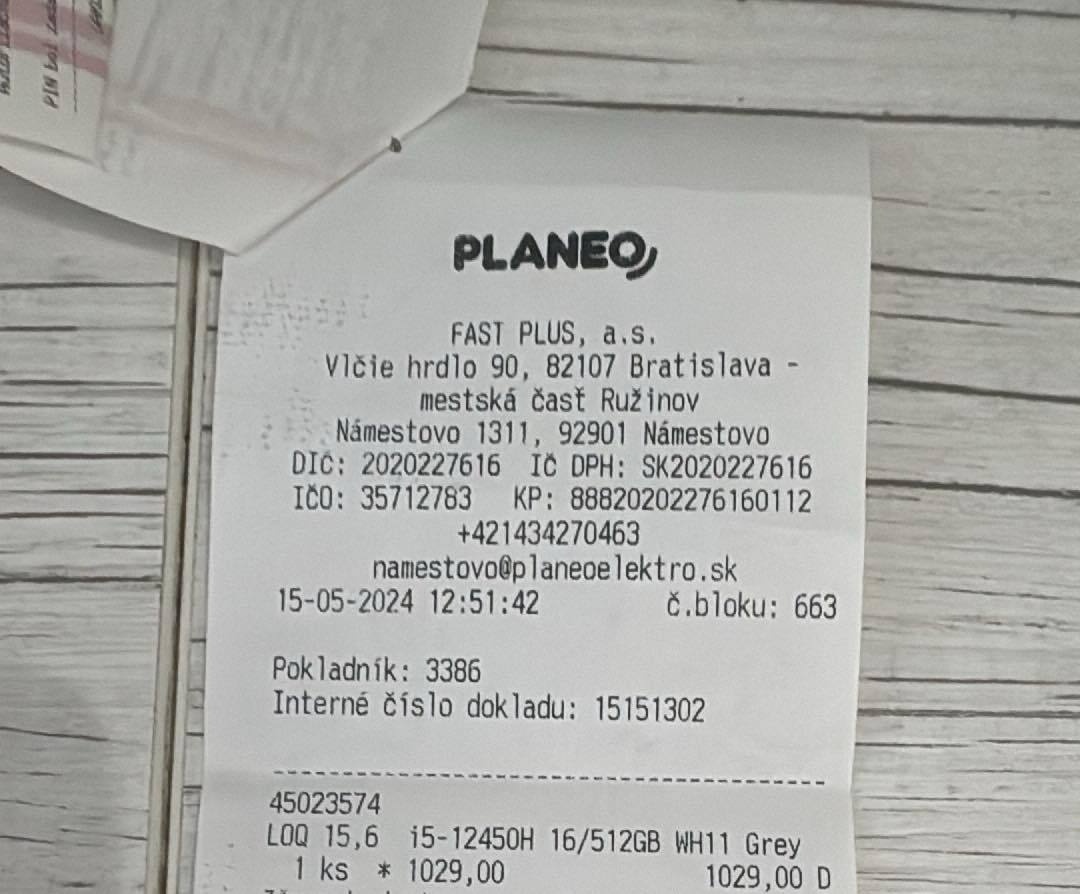 PIN bol zada
PLANEO
FAST PLUS, a.s.
Vlčie hrdlo 90, 82107 Bratislava -
mestská časť Ružinov
Námestovo 1311, 92901 Námestovo
DIČ: 2020227616 IČ DPH: SK2020227616
IČO: 35712783 KP: 88820202276160112
+421434270463
namestovo@planeoelektro.sk
15-05-2024 12:51:42 č.bloku: 663
Pokladník: 3386
Interné číslo dokladu: 15151302
45023574
LOQ 15,6 i5-12450H 16/512GB WH11 Grey
1 ks * 1029,00 1029,00 D